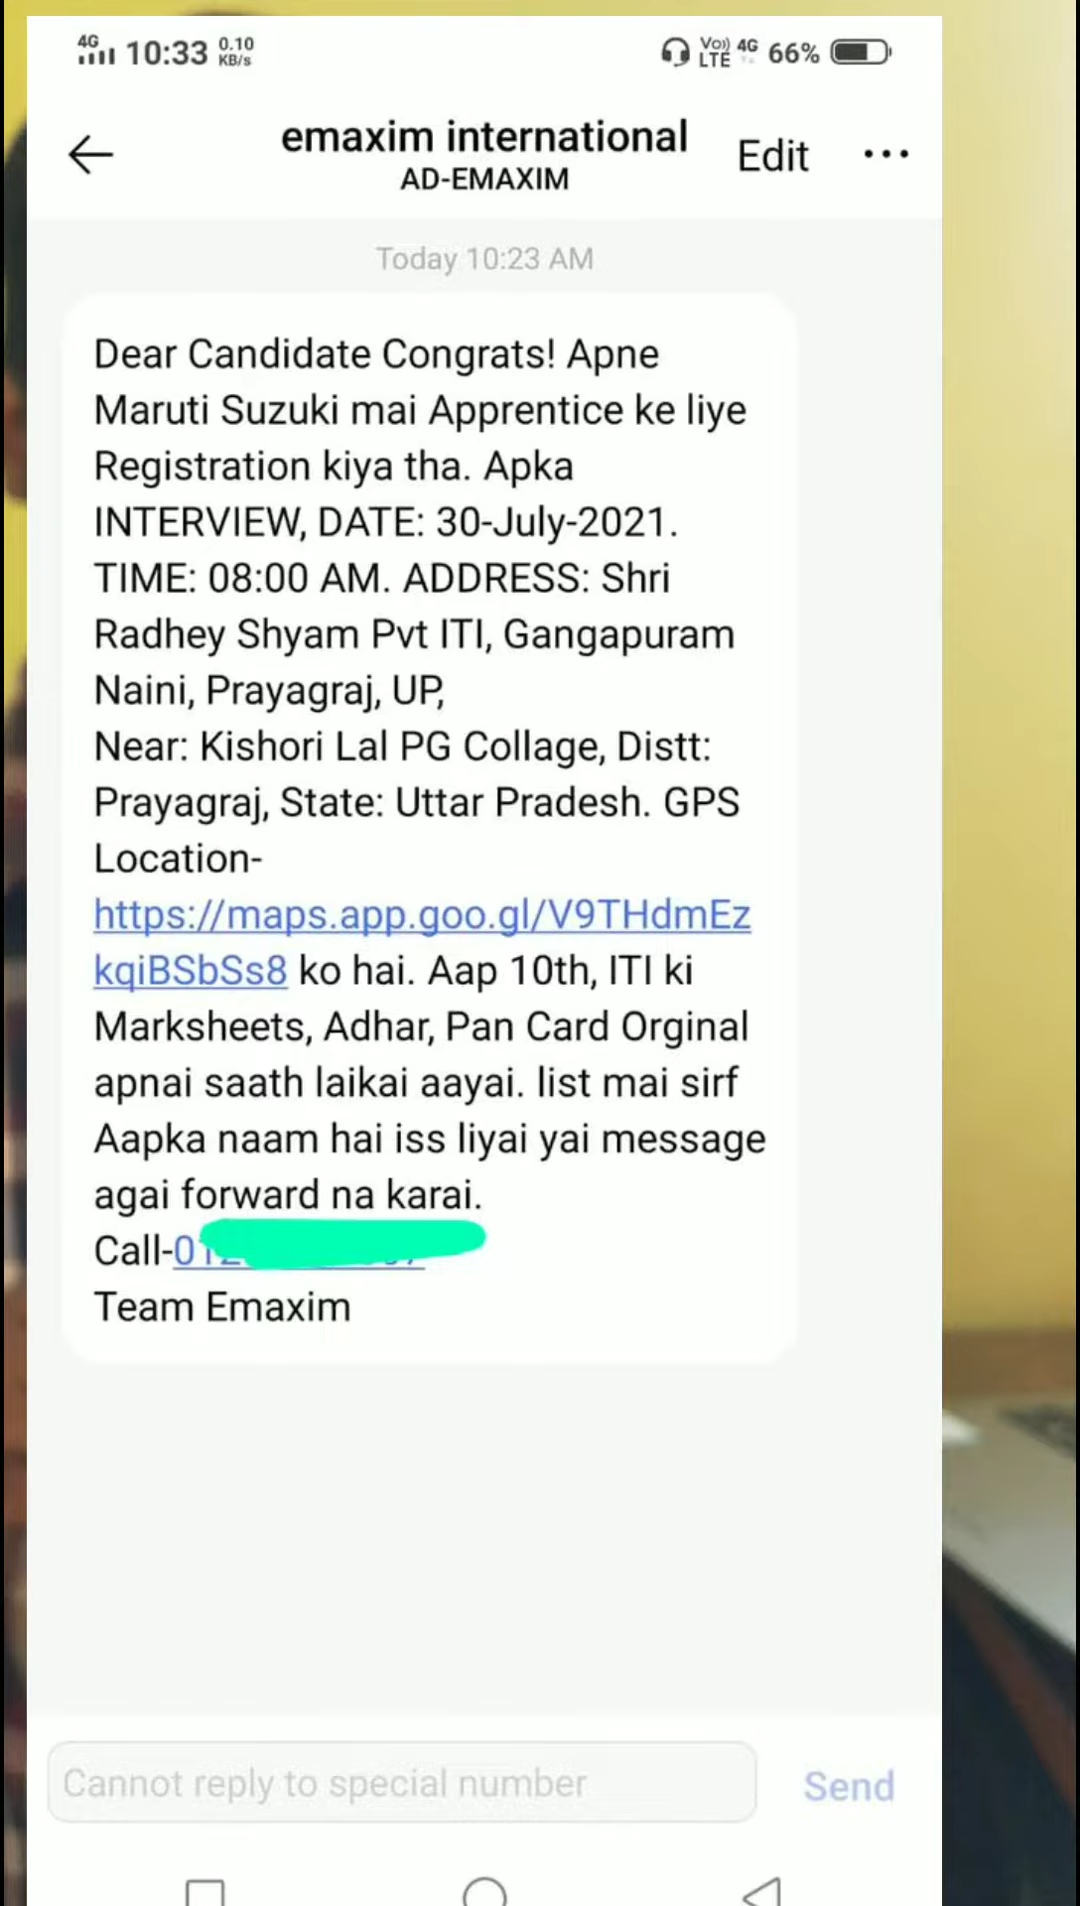 4G 10:33 0.10 KB/s Vo)) LTE 4G 66%
emaxim international
AD-EMAXIM
Edit
Today 10:23 AM
Dear Candidate Congrats! Apne
Maruti Suzuki mai Apprentice ke liye
Registration kiya tha. Apka
INTERVIEW, DATE: 30-July-2021.
TIME: 08:00 AM. ADDRESS: Shri
Radhey Shyam Pvt ITI, Gangapuram
Naini, Prayagraj, UP,
Near: Kishori Lal PG Collage, Distt:
Prayagraj, State: Uttar Pradesh. GPS
Location-
https://maps.app.goo.gl/V9THdmEz
kqiBSbSs8 ko hai. Aap 10th, ITI ki
Marksheets, Adhar, Pan Card Orginal
apnai saath laikai aayai. list mai sirf
Aapka naam hai iss liyai yai message
agai forward na karai.
Call-
Team Emaxim
Cannot reply to special number
Send